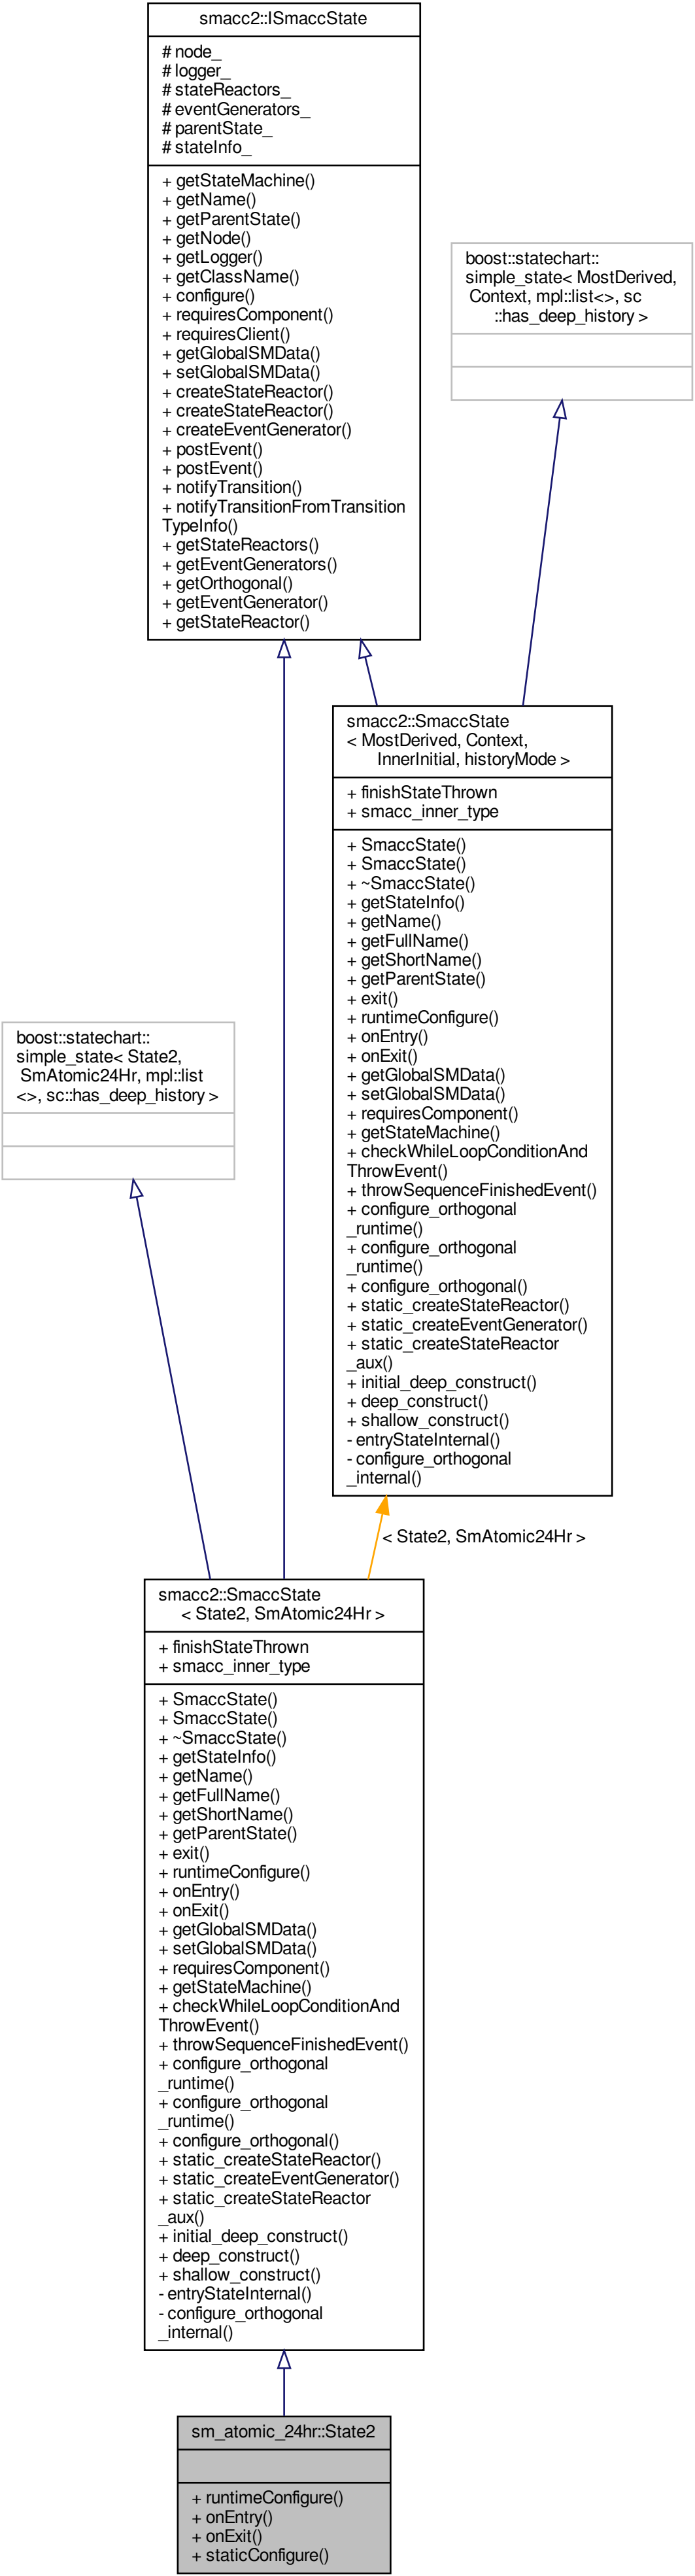 smacc2::ISmaccState
# node_
# logger_
# stateReactors_
# eventGenerators_
# parentState_
# stateInfo_
+ getStateMachine()
+ getName()
+ getParentState()
+ getNode()
+ getLogger()
+ getClassName()
+ configure()
+ requiresComponent()
+ requiresClient()
+ getGlobalSMData()
+ setGlobalSMData()
+ createStateReactor()
+ createStateReactor()
+ createEventGenerator()
+ postEvent()
+ postEvent()
+ notifyTransition()
+ notifyTransitionFromTransition
TypeInfo()
+ getStateReactors()
+ getEventGenerators()
+ getOrthogonal()
+ getEventGenerator()
+ getStateReactor()
boost::statechart::
simple_state< MostDerived,
Context, mpl::list<>, sc
::has_deep_history >
smacc2::SmaccState
< MostDerived, Context,
InnerInitial, historyMode >
+ finishStateThrown
+ smacc_inner_type
+ SmaccState()
+ SmaccState()
+ ~SmaccState()
+ getStateInfo()
+ getName()
+ getFullName()
+ getShortName()
+ getParentState()
+ exit()
+ runtimeConfigure()
+ onEntry()
+ onExit()
+ getGlobalSMData()
+ setGlobalSMData()
+ requiresComponent()
+ getStateMachine()
+ checkWhileLoopConditionAnd
ThrowEvent()
+ throwSequenceFinishedEvent()
+ configure_orthogonal
_runtime()
+ configure_orthogonal
_runtime()
+ configure_orthogonal()
+ static_createStateReactor()
+ static_createEventGenerator()
+ static_createStateReactor
_aux()
+ initial_deep_construct()
+ deep_construct()
+ shallow_construct()
- entryStateInternal()
- configure_orthogonal
_internal()
boost::statechart::
simple_state< State2,
SmAtomic24Hr, mpl::list
<>, sc::has_deep_history >
< State2, SmAtomic24Hr >
smacc2::SmaccState
< State2, SmAtomic24Hr >
+ finishStateThrown
+ smacc_inner_type
+ SmaccState()
+ SmaccState()
+ ~SmaccState()
+ getStateInfo()
+ getName()
+ getFullName()
+ getShortName()
+ getParentState()
+ exit()
+ runtimeConfigure()
+ onEntry()
+ onExit()
+ getGlobalSMData()
+ setGlobalSMData()
+ requiresComponent()
+ getStateMachine()
+ checkWhileLoopConditionAnd
ThrowEvent()
+ throwSequenceFinishedEvent()
+ configure_orthogonal
_runtime()
+ configure_orthogonal
_runtime()
+ configure_orthogonal()
+ static_createStateReactor()
+ static_createEventGenerator()
+ static_createStateReactor
_aux()
+ initial_deep_construct()
+ deep_construct()
+ shallow_construct()
- entryStateInternal()
- configure_orthogonal
_internal()
sm_atomic_24hr::State2
+ runtimeConfigure()
+ onEntry()
+ onExit()
+ staticConfigure()